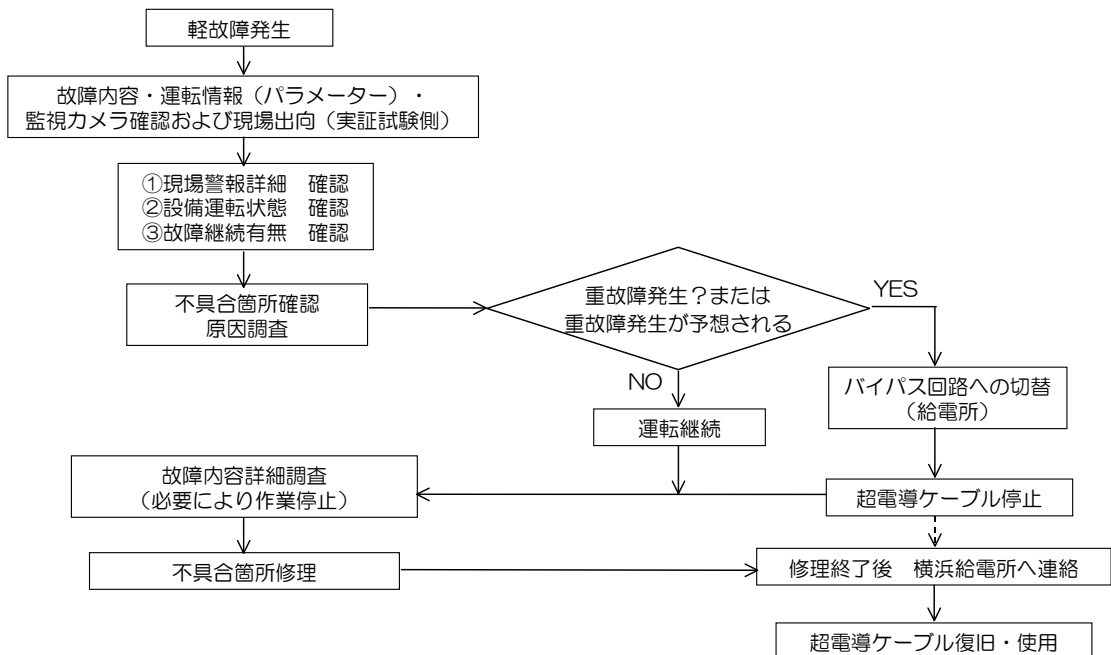 軽故障発生
故障内容・運転情報（パラメーター）・
監視カメラ確認および現場出向（実証試験側）
①現場警報詳細　確認
②設備運転状態　確認
③故障継続有無　確認
不具合箇所確認
原因調査
重故障発生？または
重故障発生が予想される
YES
NO
バイパス回路への切替
（給電所）
運転継続
故障内容詳細調査
（必要により作業停止）
超電導ケーブル停止
不具合箇所修理
修理終了後　横浜給電所へ連絡
超電導ケーブル復旧・使用